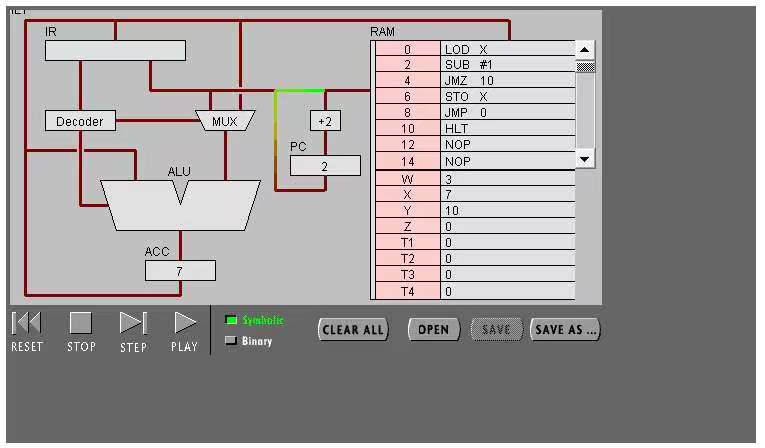 HLT
IR
RAM
0 LOD X
2 SUB #1
4 JMZ 10
6 STO X
8 JMP 0
10 HLT
12 NOP
14 NOP
Decoder
MUX
+2
PC
2
ALU
W 3
X 7
Y 10
Z 0
T1 0
T2 0
T3 0
T4 0
ACC
7
RESET STOP STEP PLAY
Symbolic
Binary
CLEAR ALL OPEN SAVE SAVE AS ...